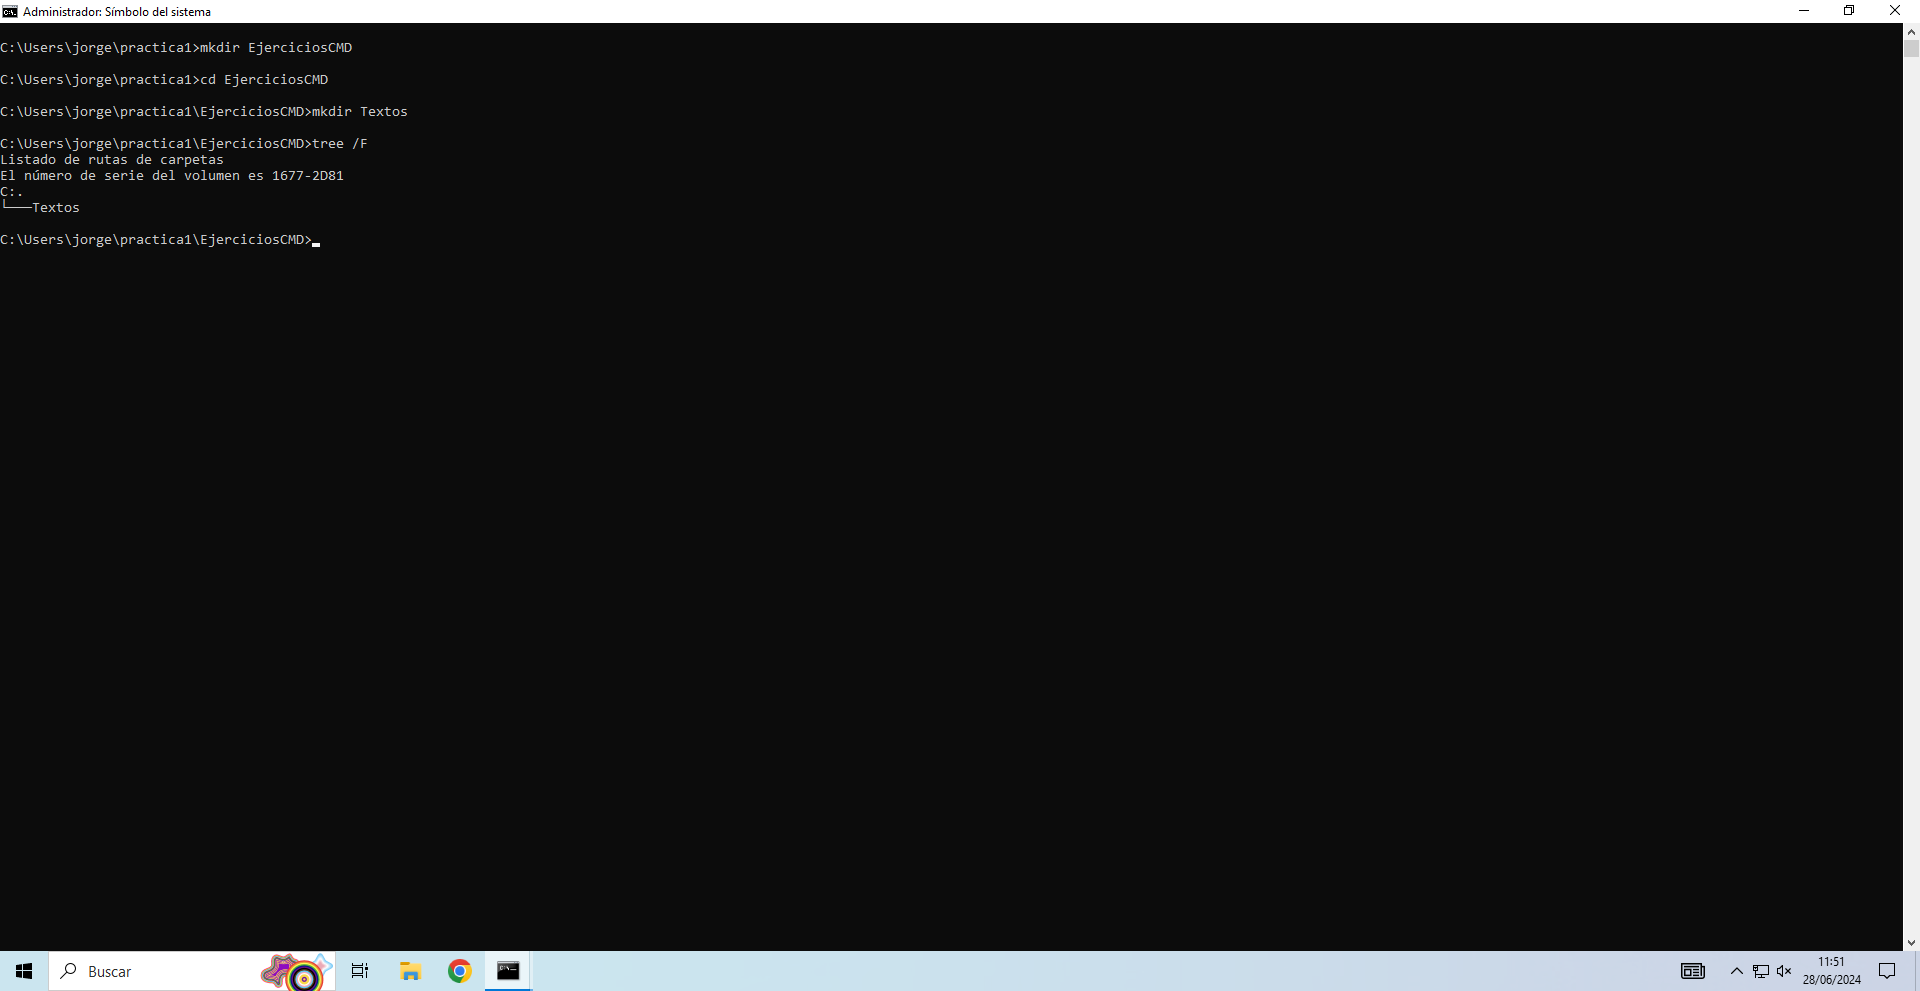 Administrador: Símbolo del sistema
C:\Users\jorge\practica1>mkdir EjerciciosCMD
C:\Users\jorge\practica1>cd EjerciciosCMD
C:\Users\jorge\practica1\EjerciciosCMD>mkdir Textos
C:\Users\jorge\practica1\EjerciciosCMD>tree /F
Listado de rutas de carpetas
El número de serie del volumen es 1677-2D81
C:.
└───Textos
C:\Users\jorge\practica1\EjerciciosCMD>
Buscar
11:51
28/06/2024